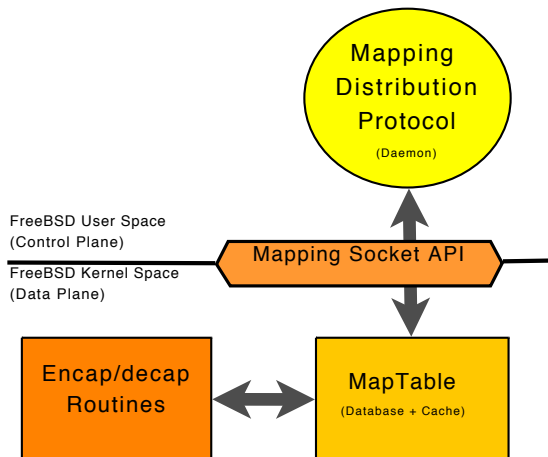 Mapping
Distribution
Protocol
(Daemon)
FreeBSD User Space
(Control Plane)
Mapping Socket API
FreeBSD Kernel Space
(Data Plane)
Encap/decap
Routines
MapTable
(Database + Cache)